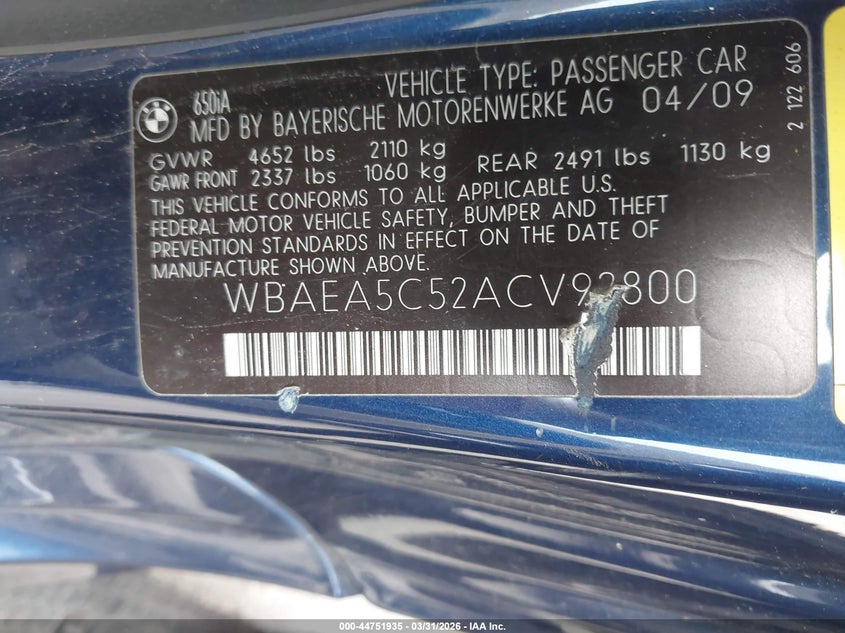 BMW
650iA
VEHICLE TYPE: PASSENGER CAR
MFD BY BAYERISCHE MOTORENWERKE AG 04/09
GVWR 4652 lbs 2110 kg
GAWR FRONT 2337 lbs 1060 kg REAR 2491 lbs 1130 kg
THIS VEHICLE CONFORMS TO ALL APPLICABLE U.S.
FEDERAL MOTOR VEHICLE SAFETY, BUMPER AND THEFT
PREVENTION STANDARDS IN EFFECT ON THE DATE OF
MANUFACTURE SHOWN ABOVE.
2 122 606
000-44751935 - 03/31/2026 - IAA Inc.